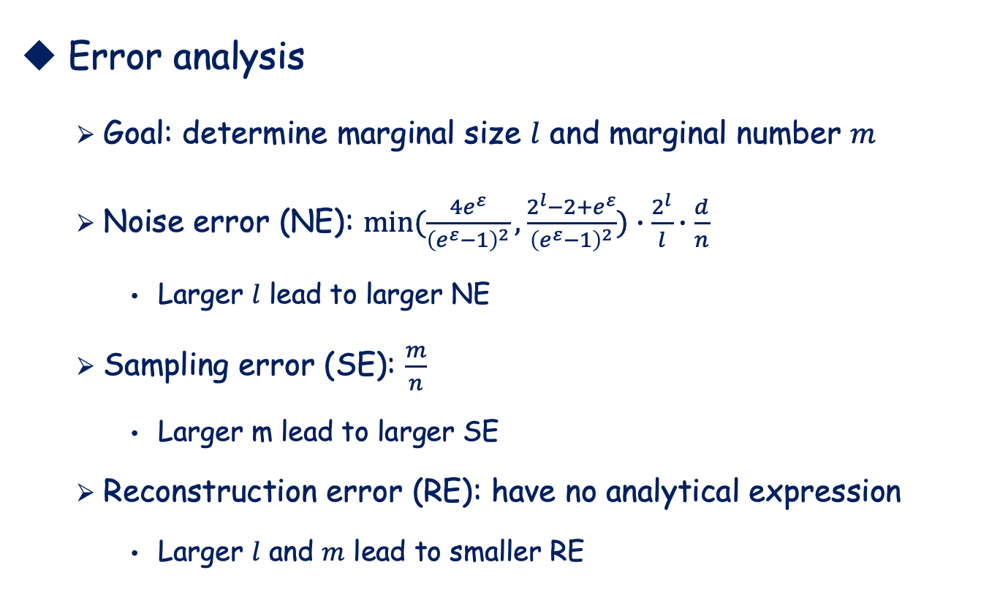 ◆ Error analysis
➢ Goal: determine marginal size l and marginal number m
➢ Noise error (NE): min(4e^ε/(e^ε−1)^2, (2^l−2+e^ε)/(e^ε−1)^2) · 2^l/l · d/n
• Larger l lead to larger NE
➢ Sampling error (SE): m/n
• Larger m lead to larger SE
➢ Reconstruction error (RE): have no analytical expression
• Larger l and m lead to smaller RE